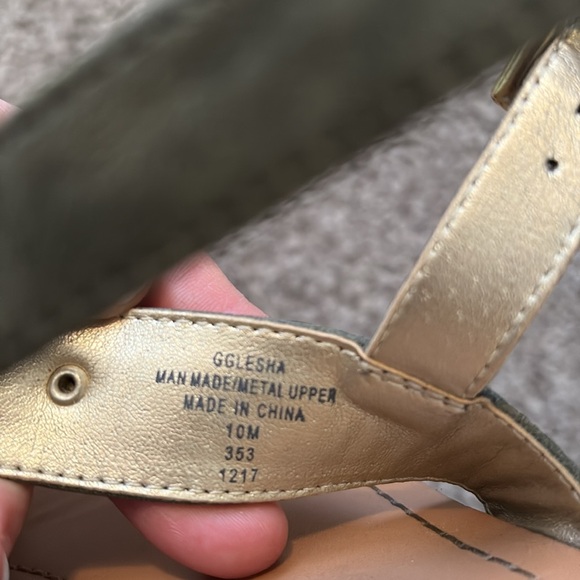 GGLESHA
MAN MADE/METAL UPPER
MADE IN CHINA
10M
353
1217